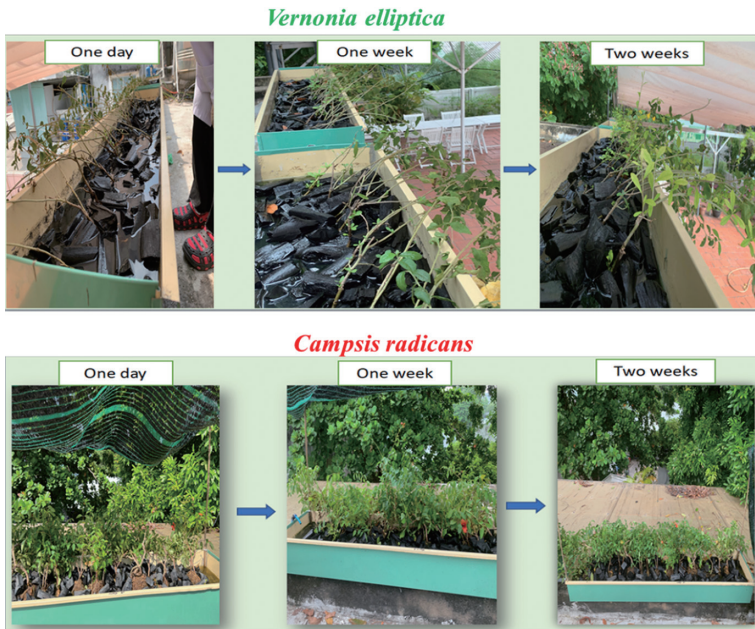 Vernonia elliptica
One day
One week
Two weeks
Campsis radicans
One day
One week
Two weeks